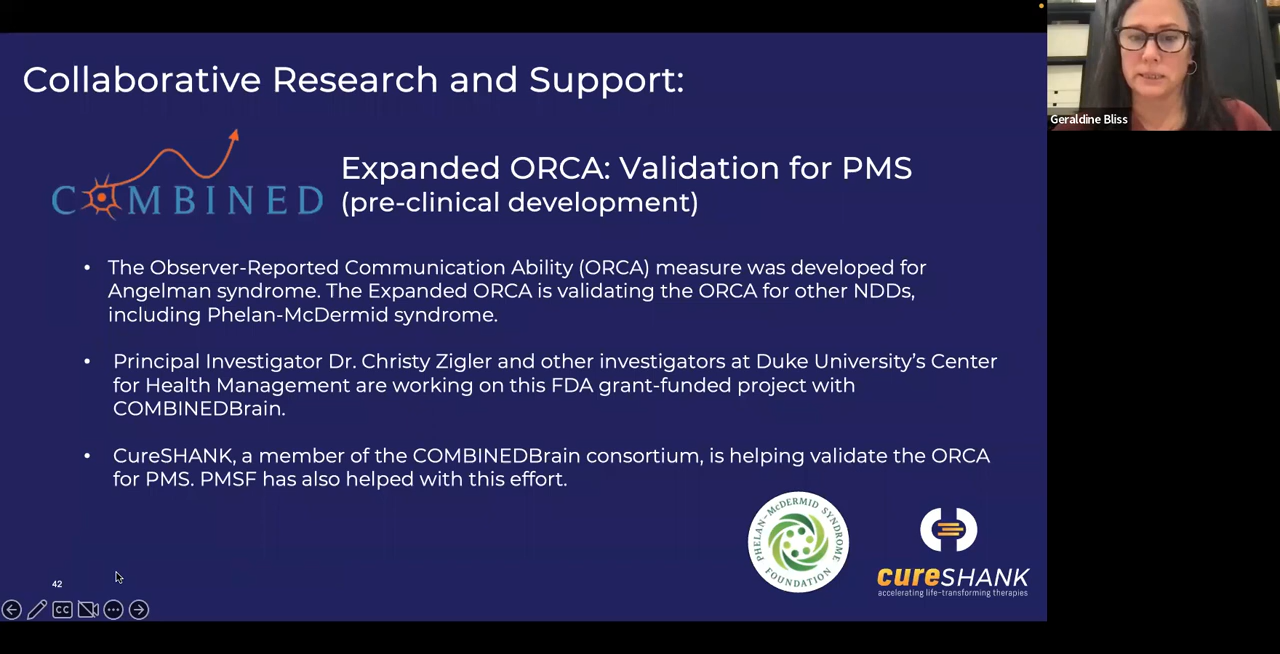 Collaborative Research and Support:
Geraldine Bliss
COMBINED
Expanded ORCA: Validation for PMS
(pre-clinical development)
• The Observer-Reported Communication Ability (ORCA) measure was developed for
Angelman syndrome. The Expanded ORCA is validating the ORCA for other NDDs,
including Phelan-McDermid syndrome.
• Principal Investigator Dr. Christy Zigler and other investigators at Duke University’s Center
for Health Management are working on this FDA grant-funded project with
COMBINEDBrain.
• CureSHANK, a member of the COMBINEDBrain consortium, is helping validate the ORCA
for PMS. PMSF has also helped with this effort.
PHELAN-McDERMID SYNDROME
FOUNDATION
cureSHANK
accelerating life-transforming therapies
42
CC